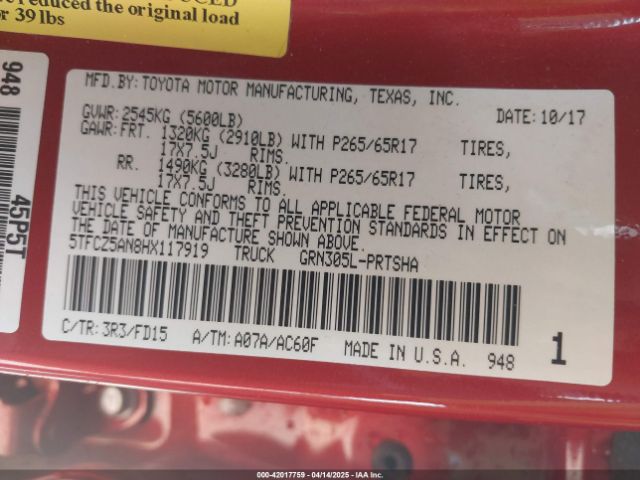 UCED
be reduced the original load
or 39 lbs
948
45P5T
MFD.BY:TOYOTA MOTOR MANUFACTURING, TEXAS, INC.
GVWR:2545KG (5600LB) DATE:10/17
GAWR:FRT. 1320KG (2910LB) WITH P265/65R17 TIRES,
17X7.5J RIMS.
RR. 1490KG (3280LB) WITH P265/65R17 TIRES,
17X7.5J RIMS.
THIS VEHICLE CONFORMS TO ALL APPLICABLE FEDERAL MOTOR
VEHICLE SAFETY AND THEFT PREVENTION STANDARDS IN EFFECT ON
THE DATE OF MANUFACTURE SHOWN ABOVE.
5TFCZ5AN8HX117919 TRUCK GRN305L-PRTSHA
C/TR:3R3/FD15 A/TM:A07A/AC60F MADE IN U.S.A. 948 1
000-42017759 | 04/14/2025 | IAAI, Inc.